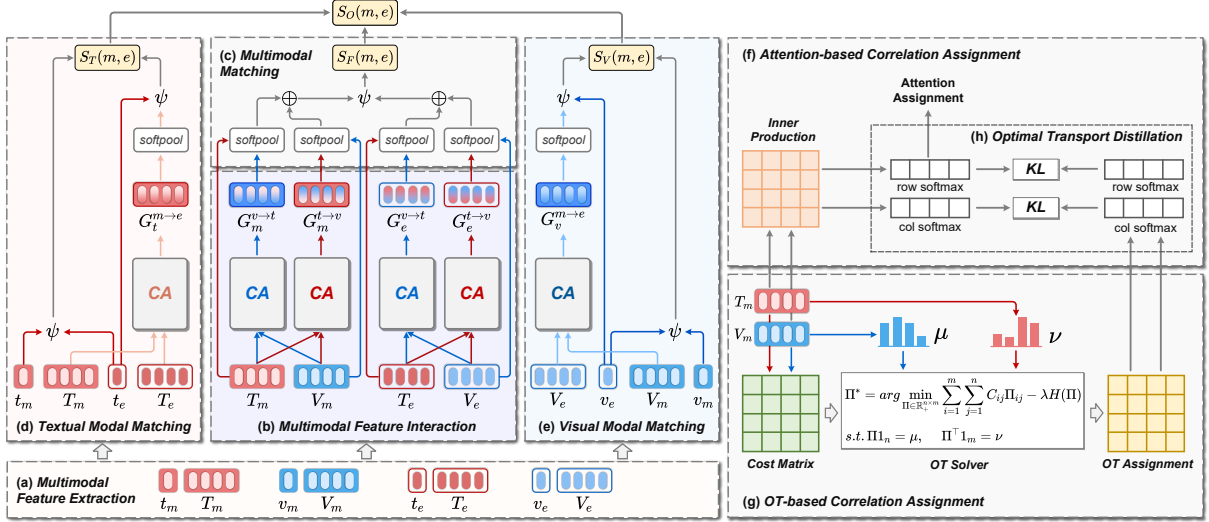 S_O(m, e)
S_T(m, e)
(c) Multimodal Matching
S_F(m, e)
S_V(m, e)
ψ
⊕
ψ
⊕
ψ
softpool
softpool
softpool
softpool
softpool
softpool
G_t^{m→e}
G_m^{v→t}
G_m^{t→v}
G_e^{v→t}
G_e^{t→v}
G_v^{m→e}
CA
CA
CA
CA
CA
CA
ψ
ψ
t_m
T_m
t_e
T_e
T_m
V_m
T_e
V_e
V_e
v_e
V_m
v_m
(d) Textual Modal Matching
(b) Multimodal Feature Interaction
(e) Visual Modal Matching
(a) Multimodal
Feature Extraction
t_m
T_m
v_m
V_m
t_e
T_e
v_e
V_e
(f) Attention-based Correlation Assignment
Attention
Assignment
Inner
Production
(h) Optimal Transport Distillation
KL
row softmax
row softmax
KL
col softmax
col softmax
T_m
V_m
μ
ν
Π* = arg min_{Π∈ℝ_+^{n×m}} ∑_{i=1}^{m} ∑_{j=1}^{n} C_{ij}Π_{ij} − λH(Π)
s.t. Π1_n = μ, Π^⊤1_m = ν
Cost Matrix
OT Solver
OT Assignment
(g) OT-based Correlation Assignment